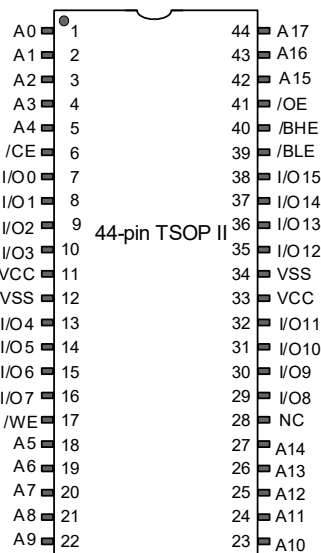 A0 1 44 A17
A1 2 43 A16
A2 3 42 A15
A3 4 41 /OE
A4 5 40 /BHE
/CE 6 39 /BLE
I/O0 7 38 I/O15
I/O1 8 37 I/O14
I/O2 9 44-pin TSOP II 36 I/O13
I/O3 10 35 I/O12
VCC 11 34 VSS
VSS 12 33 VCC
I/O4 13 32 I/O11
I/O5 14 31 I/O10
I/O6 15 30 I/O9
I/O7 16 29 I/O8
/WE 17 28 NC
A5 18 27 A14
A6 19 26 A13
A7 20 25 A12
A8 21 24 A11
A9 22 23 A10